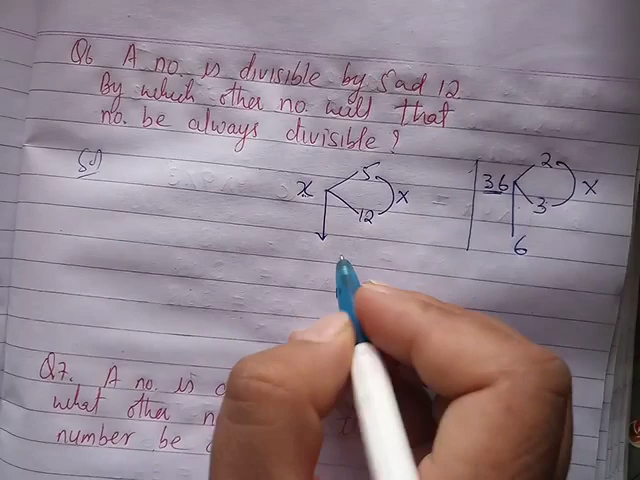 Q6 A no. is divisible by 5 and 12
By which other no will that
no. be always divisible?
Sol
x 5 12 x
36 2 3 x
6
Q7. A no. is
what other
number be